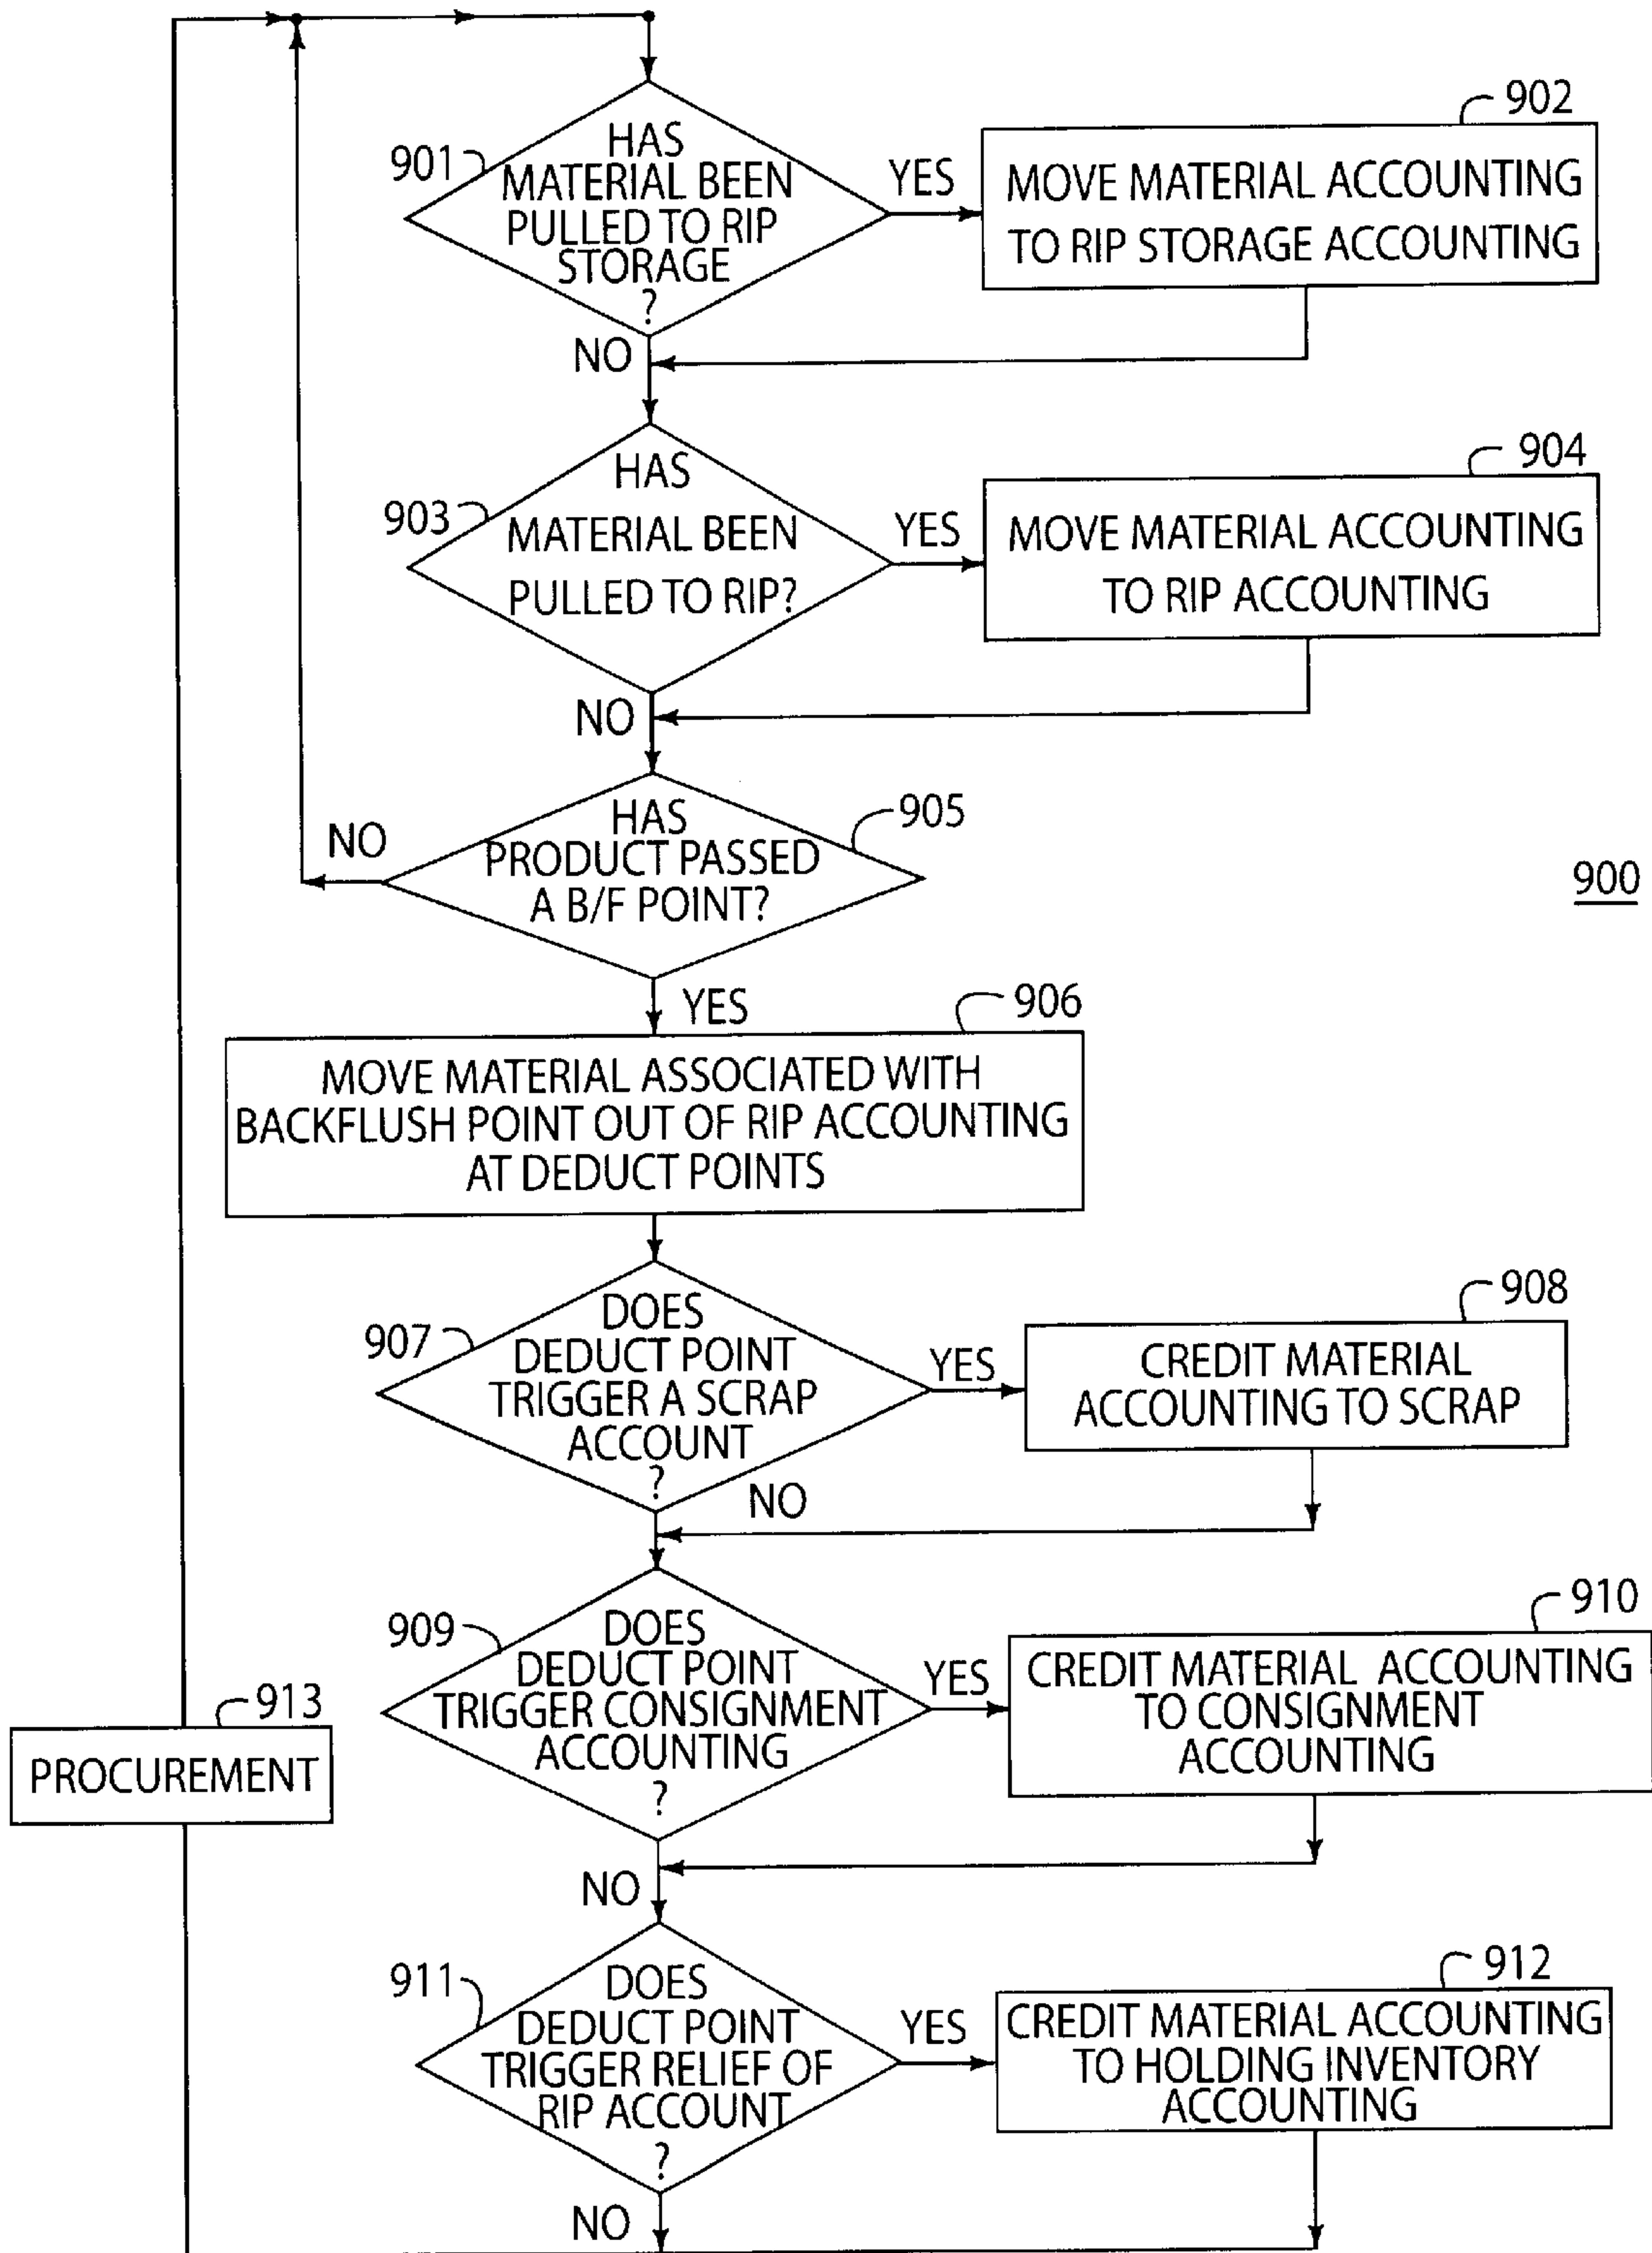 902
901
HAS
MATERIAL BEEN
PULLED TO RIP
STORAGE
?
YES
MOVE MATERIAL ACCOUNTING
TO RIP STORAGE ACCOUNTING
NO
904
903
HAS
MATERIAL BEEN
PULLED TO RIP?
YES
MOVE MATERIAL ACCOUNTING
TO RIP ACCOUNTING
NO
905
HAS
PRODUCT PASSED
A B/F POINT?
NO
900
YES
906
MOVE MATERIAL ASSOCIATED WITH
BACKFLUSH POINT OUT OF RIP ACCOUNTING
AT DEDUCT POINTS
908
907
DOES
DEDUCT POINT
TRIGGER A SCRAP
ACCOUNT
?
YES
CREDIT MATERIAL
ACCOUNTING TO SCRAP
NO
910
909
DOES
DEDUCT POINT
TRIGGER CONSIGNMENT
ACCOUNTING
?
YES
CREDIT MATERIAL ACCOUNTING
TO CONSIGNMENT
ACCOUNTING
913
PROCUREMENT
NO
912
911
DOES
DEDUCT POINT
TRIGGER RELIEF OF
RIP ACCOUNT
?
YES
CREDIT MATERIAL ACCOUNTING
TO HOLDING INVENTORY
ACCOUNTING
NO